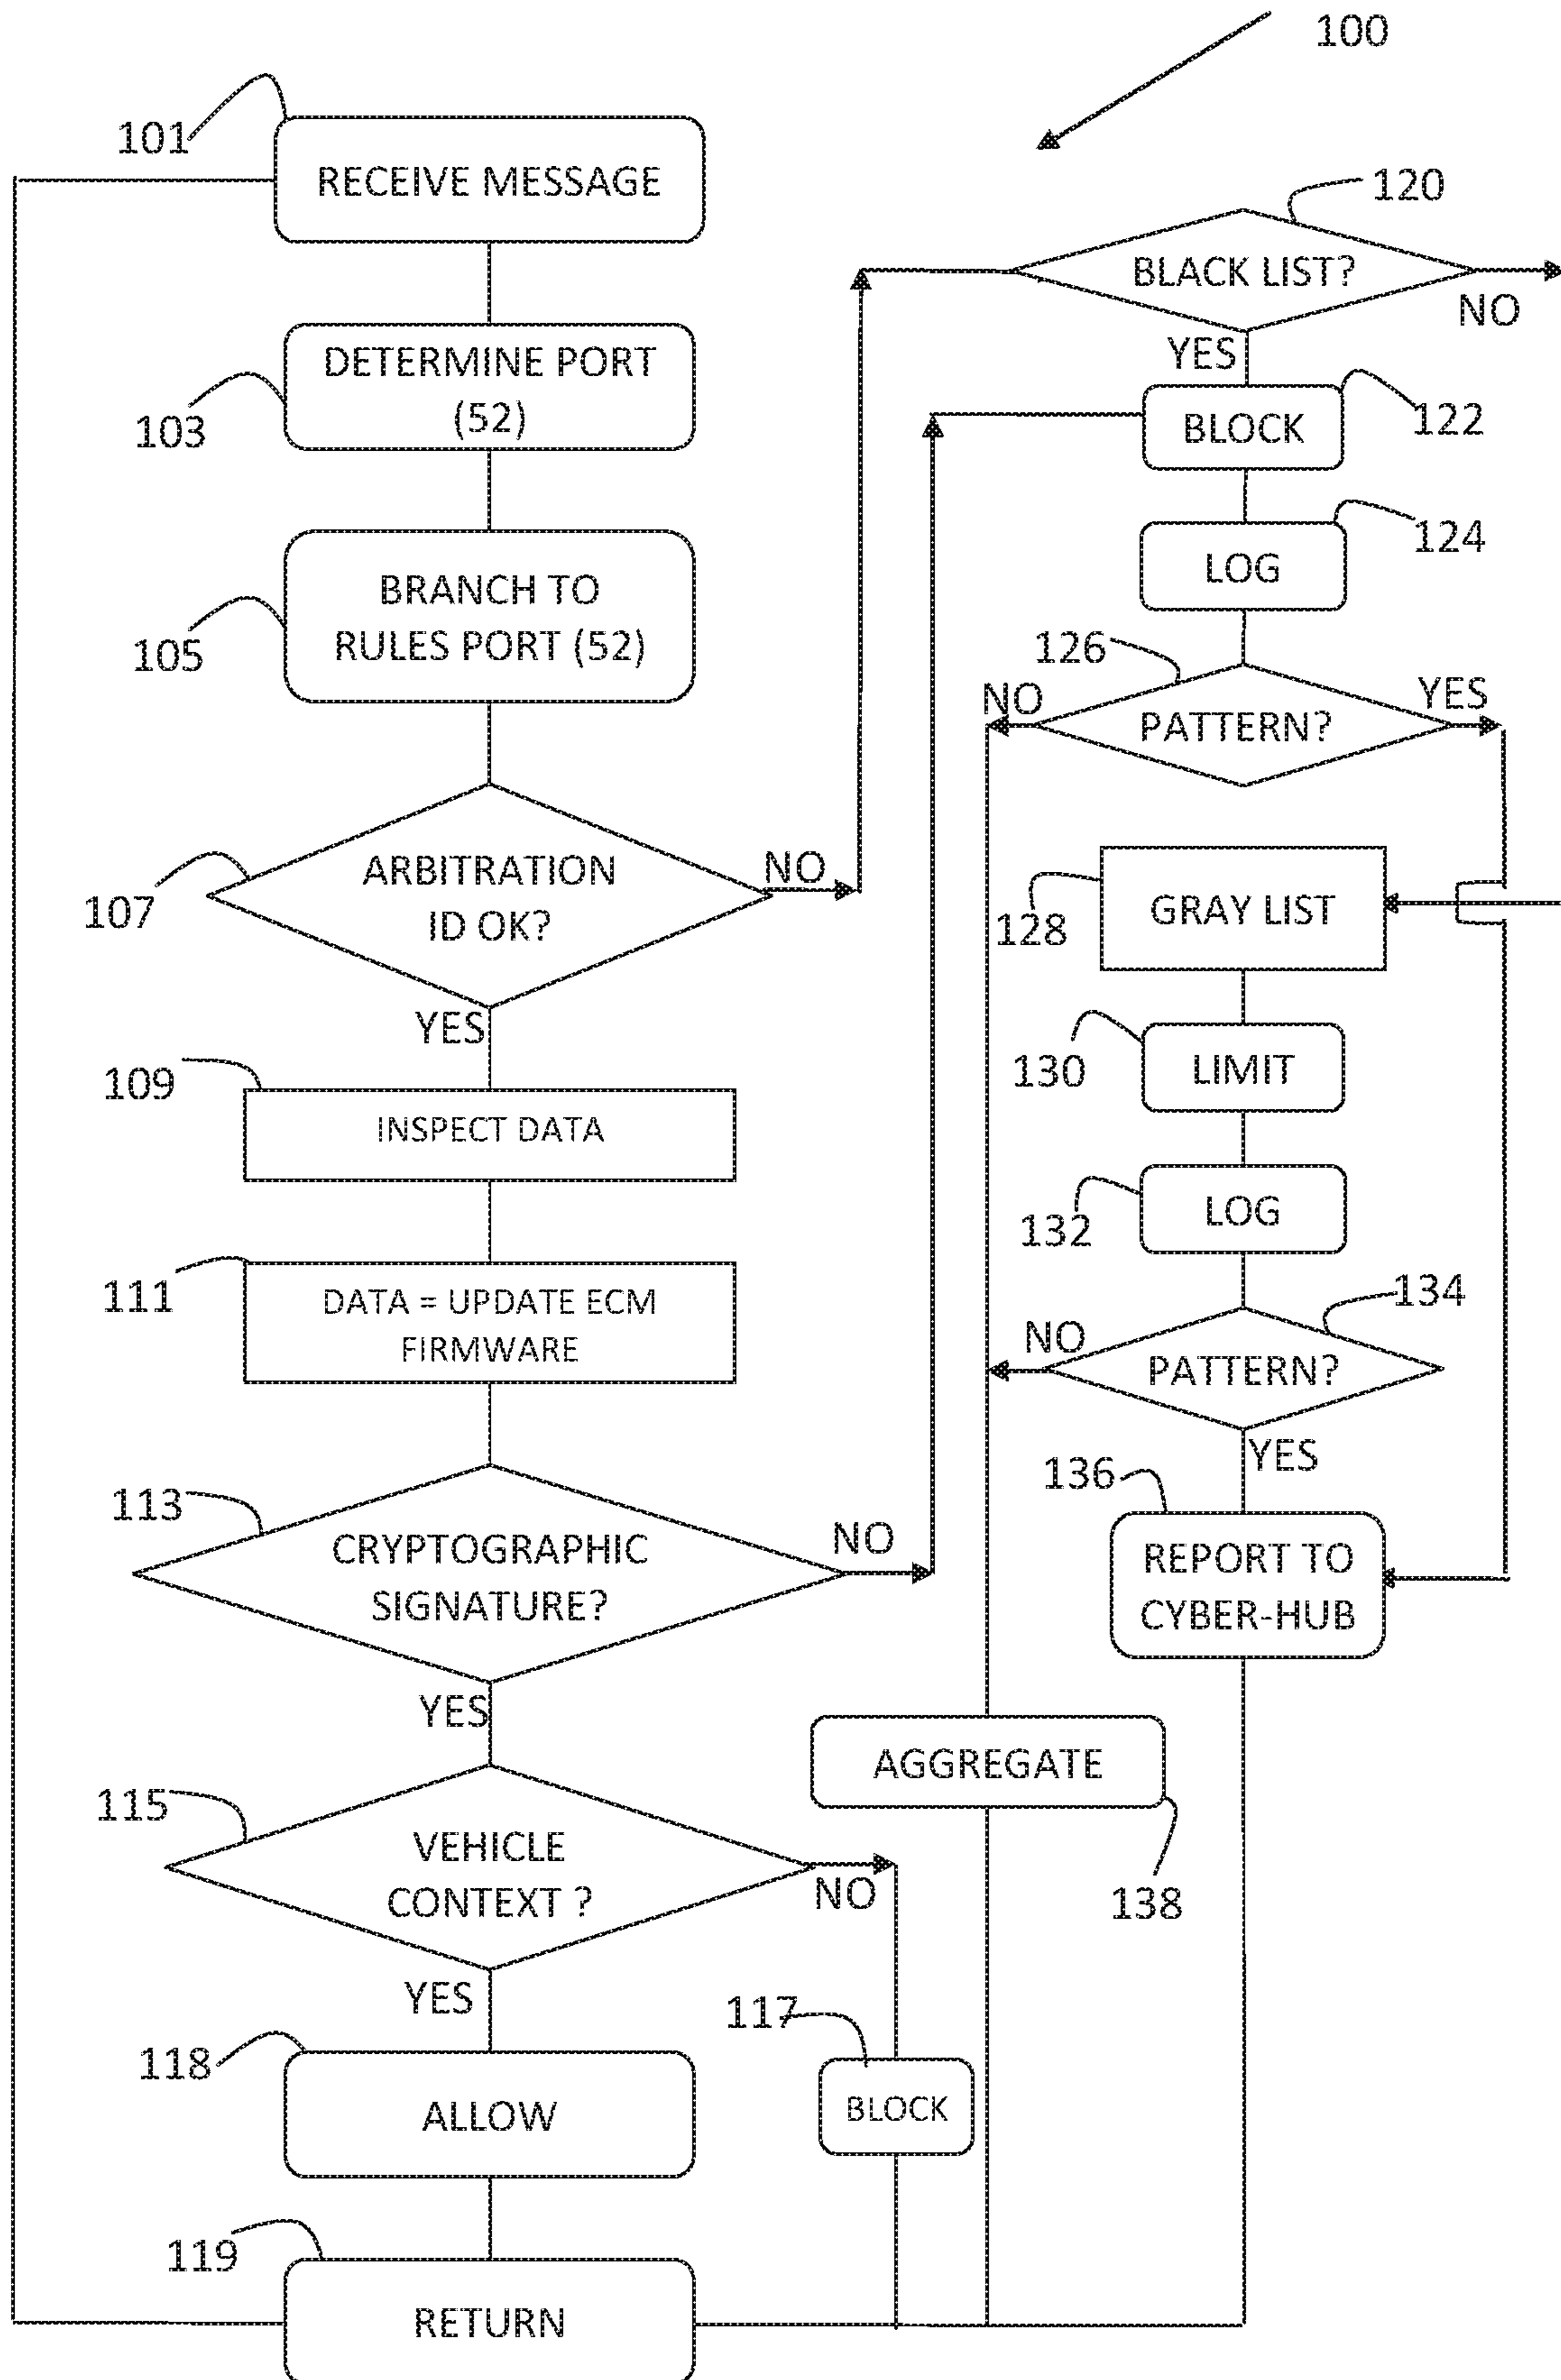 100
101
RECEIVE MESSAGE
103
DETERMINE PORT
(52)
105
BRANCH TO
RULES PORT (52)
107
ARBITRATION
ID OK?
NO
YES
109
INSPECT DATA
111
DATA = UPDATE ECM
FIRMWARE
113
CRYPTOGRAPHIC
SIGNATURE?
NO
YES
115
VEHICLE
CONTEXT ?
NO
YES
117
BLOCK
118
ALLOW
119
RETURN
120
BLACK LIST?
NO
YES
BLOCK
122
LOG
124
126
NO
PATTERN?
YES
128
GRAY LIST
130
LIMIT
132
LOG
134
NO
PATTERN?
YES
136
REPORT TO
CYBER-HUB
AGGREGATE
138